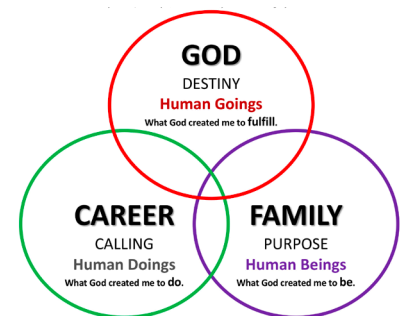 GOD
DESTINY
Human Goings
What God created me to fulfill.
CAREER
CALLING
Human Doings
What God created me to do.
FAMILY
PURPOSE
Human Beings
What God created me to be.